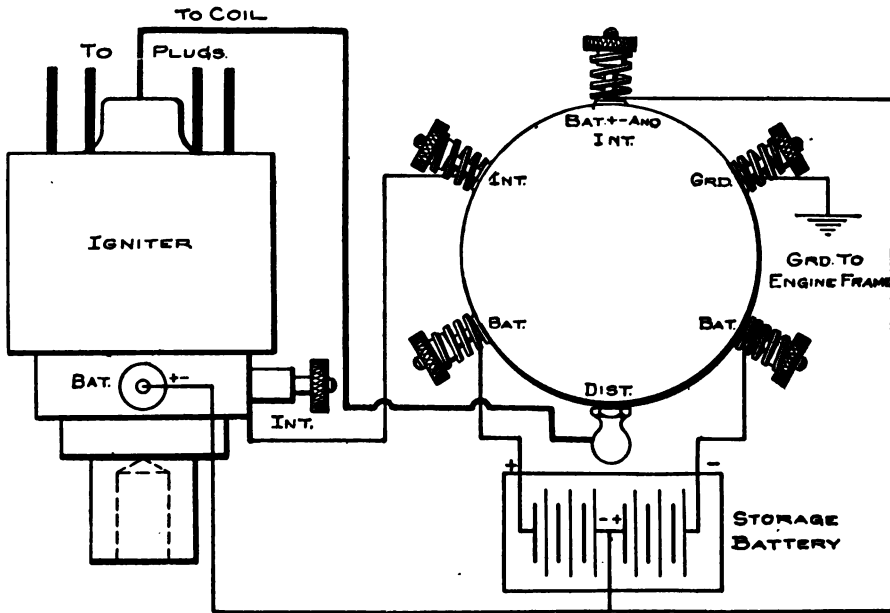 TO COIL
TO PLUGS.
BAT. +-AND
INT.
INT.
GRD.
IGNITER
GRD. TO
ENGINE FRAME
BAT.
BAT.
BAT. +-
DIST.
INT.
+ -
- +
STORAGE
BATTERY